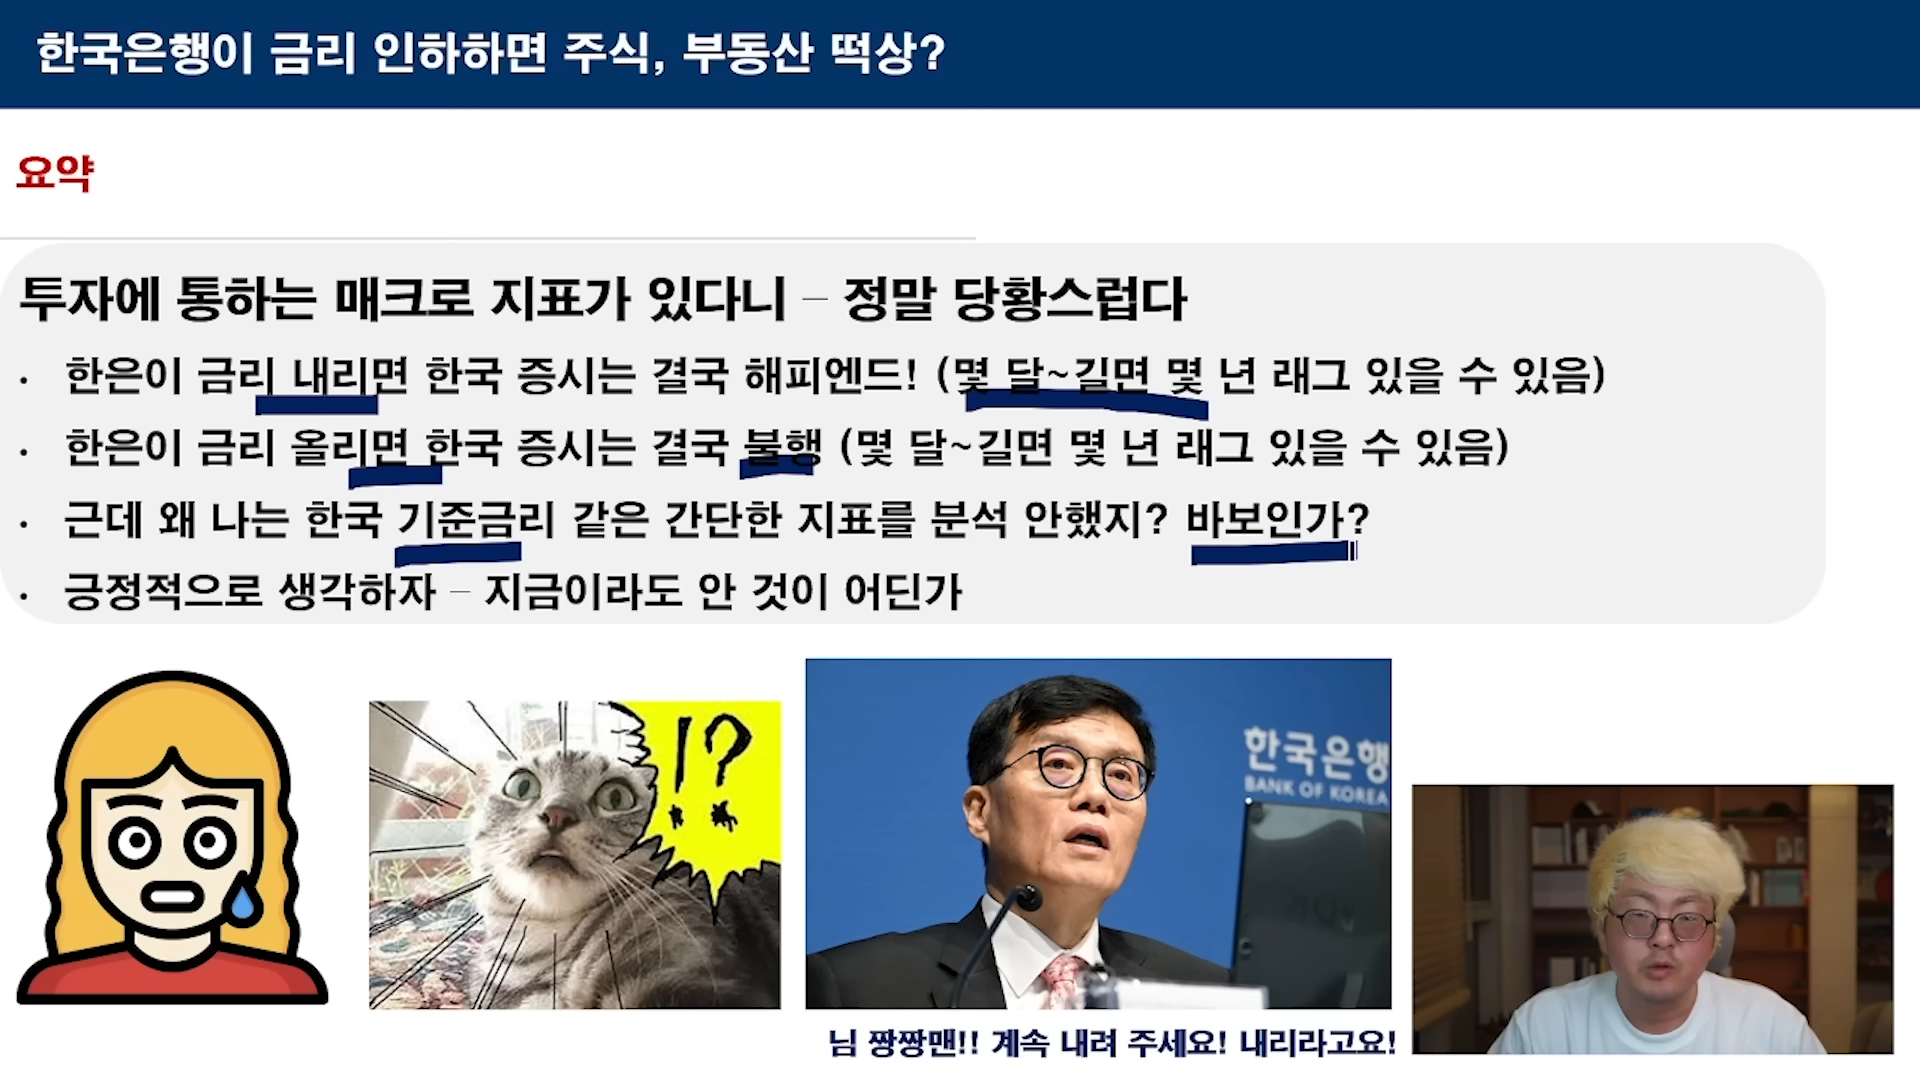 한국은행이 금리 인하하면 주식, 부동산 떡상?
요약
투자에 통하는 매크로 지표가 있다니 – 정말 당황스럽다
· 한은이 금리 내리면 한국 증시는 결국 해피엔드! (몇 달~길면 몇 년 래그 있을 수 있음)
· 한은이 금리 올리면 한국 증시는 결국 불행 (몇 달~길면 몇 년 래그 있을 수 있음)
· 근데 왜 나는 한국 기준금리 같은 간단한 지표를 분석 안했지? 바보인가?
· 긍정적으로 생각하자 – 지금이라도 안 것이 어딘가
!?
한국은행
BANK OF KOREA
님 짱짱맨!! 계속 내려 주세요! 내리라고요!